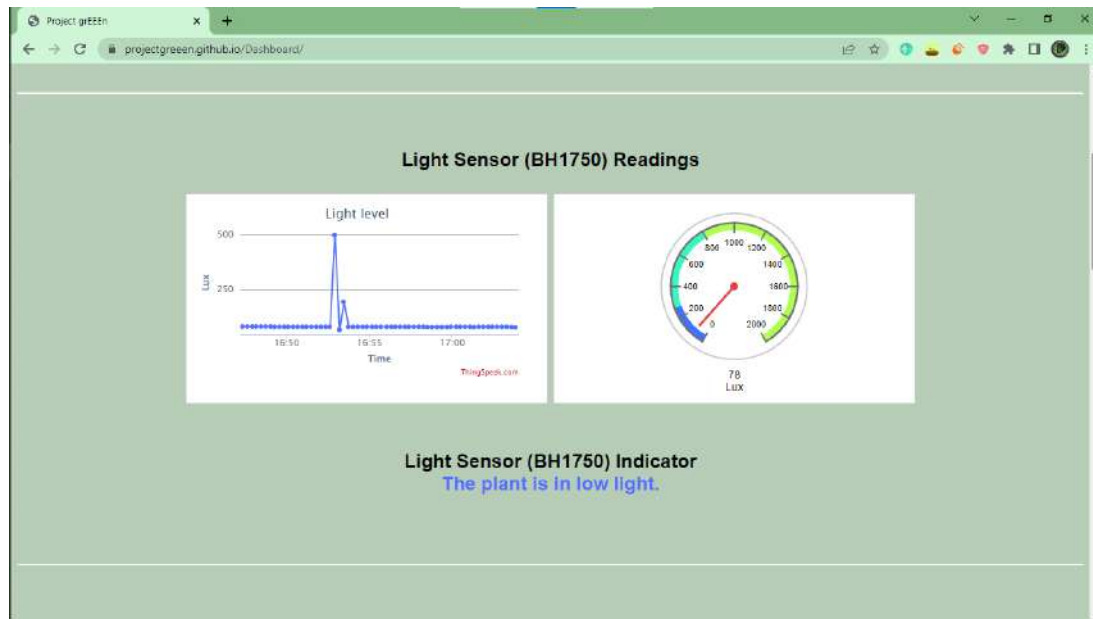 Project grEEEn
projectgreeen.github.io/Dashboard/
Light Sensor (BH1750) Readings
Light level
500
250
Lux
16:50
16:55
17:00
Time
ThingSpeak.com
0
200
400
600
800
1000
1200
1400
1600
1800
2000
78
Lux
Light Sensor (BH1750) Indicator
The plant is in low light.